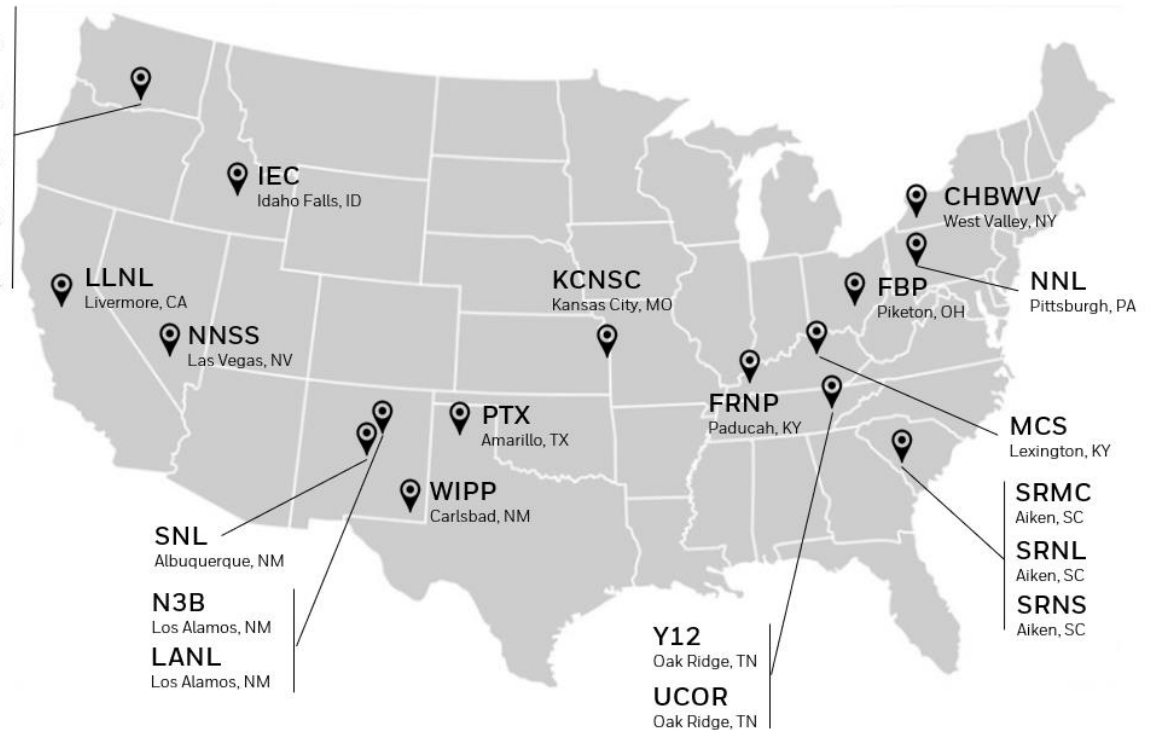 IEC
Idaho Falls, ID
CHBWV
West Valley, NY
LLNL
Livermore, CA
KCNSC
Kansas City, MO
FBP
Piketon, OH
NNL
Pittsburgh, PA
NNSS
Las Vegas, NV
FRNP
Paducah, KY
PTX
Amarillo, TX
MCS
Lexington, KY
WIPP
Carlsbad, NM
SNL
Albuquerque, NM
N3B
Los Alamos, NM
LANL
Los Alamos, NM
SRMC
Aiken, SC
SRNL
Aiken, SC
SRNS
Aiken, SC
Y12
Oak Ridge, TN
UCOR
Oak Ridge, TN